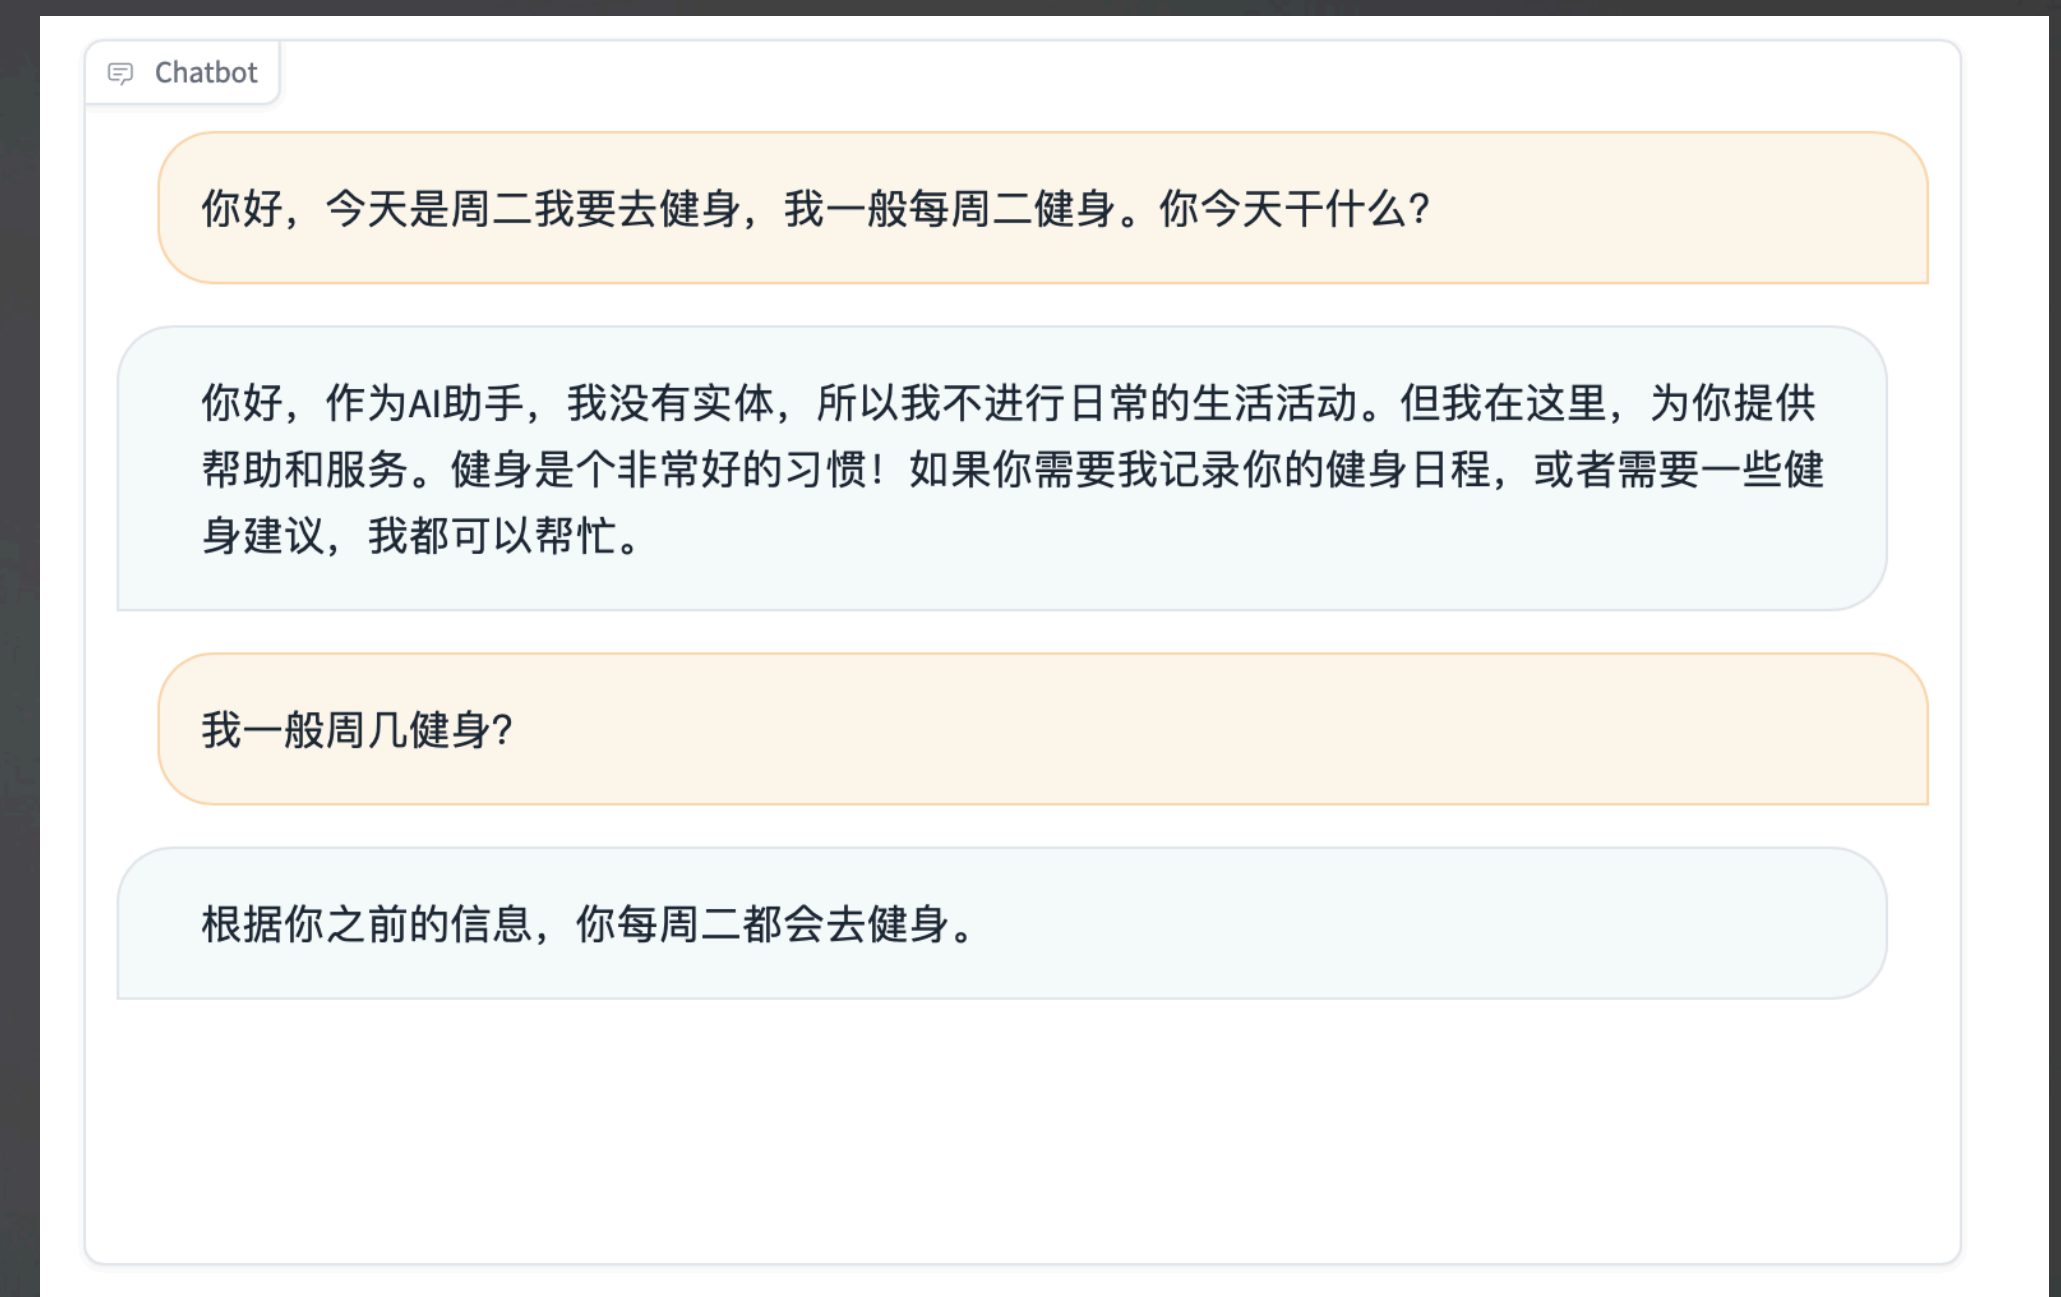 Chatbot
你好，今天是周二我要去健身，我一般每周二健身。你今天干什么？
你好，作为AI助手，我没有实体，所以我不进行日常的生活活动。但我在这里，为你提供
帮助和服务。健身是个非常好的习惯！如果你需要我记录你的健身日程，或者需要一些健
身建议，我都可以帮忙。
我一般周几健身？
根据你之前的信息，你每周二都会去健身。